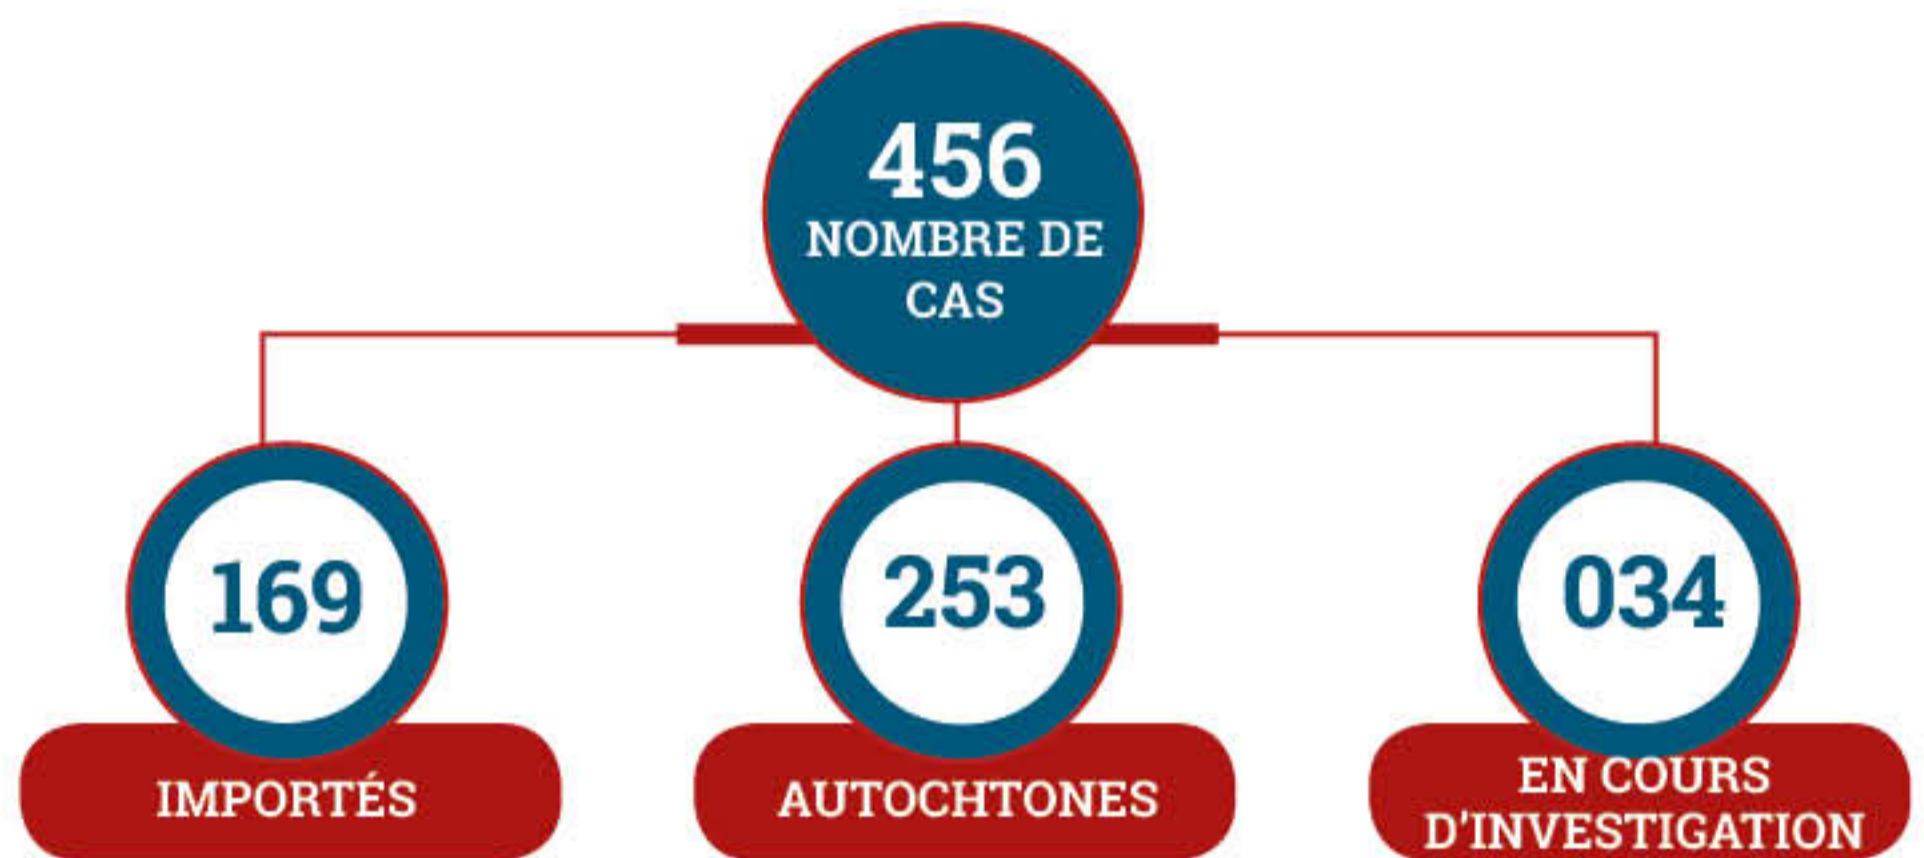 456
NOMBRE DE
CAS
169
IMPORTÉS
253
AUTOCHTONES
034
EN COURS
D'INVESTIGATION